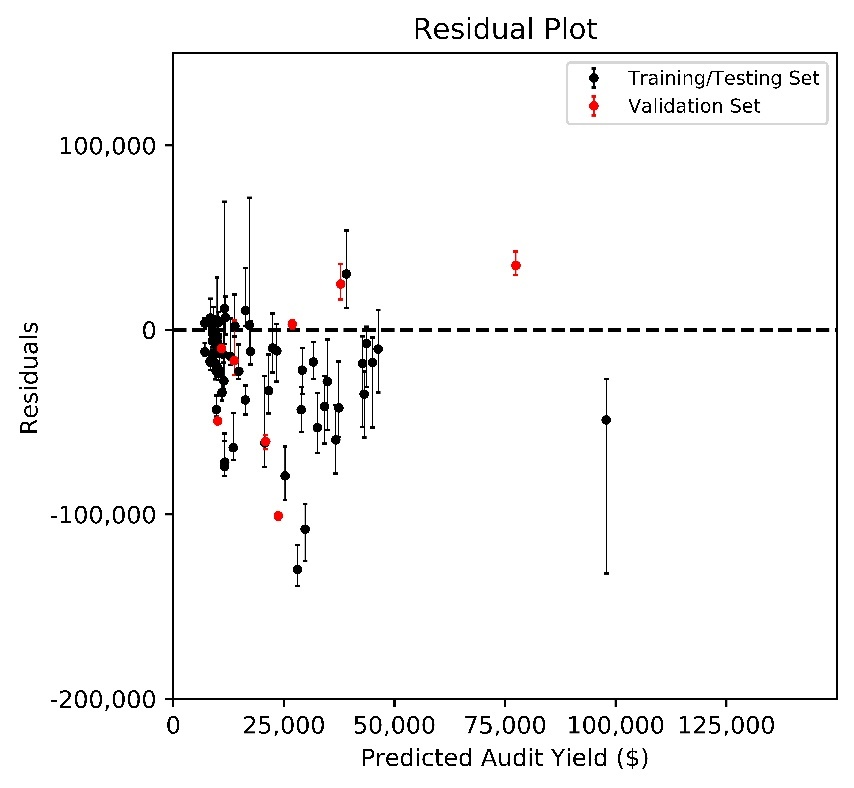 Residual Plot
Training/Testing Set
Validation Set
100,000
0
-100,000
-200,000
Residuals
0 25,000 50,000 75,000 100,000 125,000
Predicted Audit Yield ($)